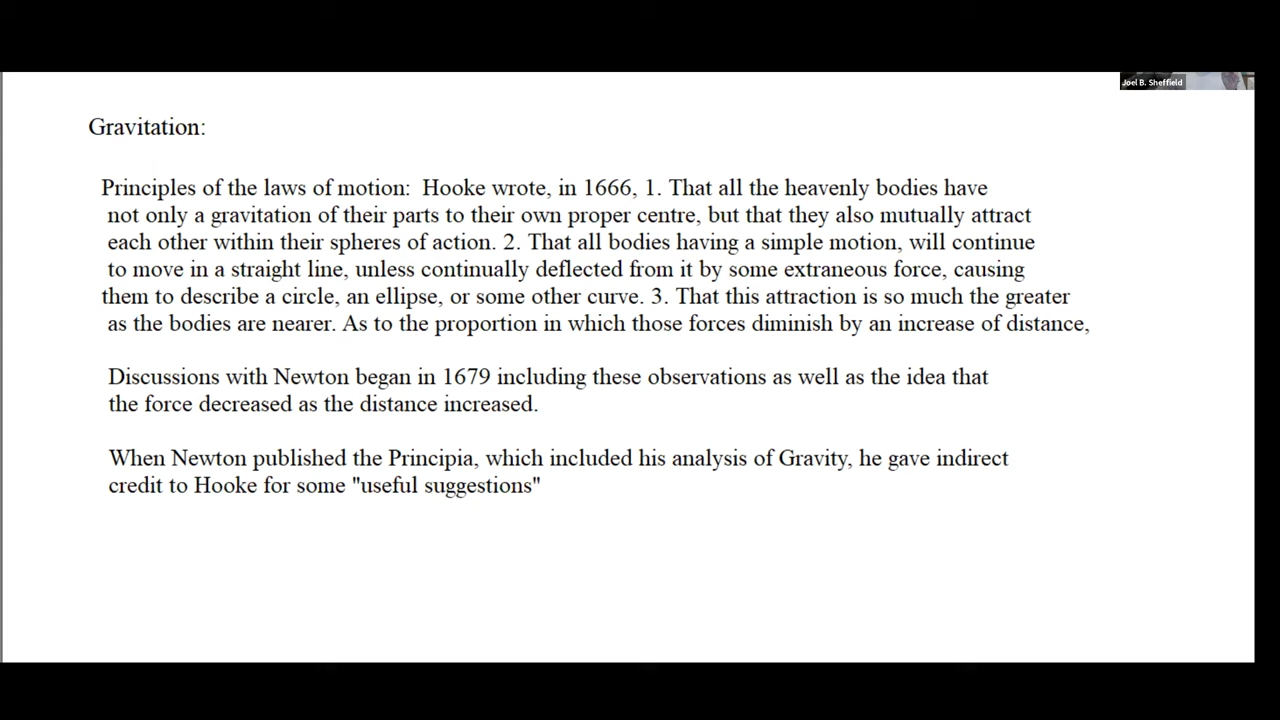 Joel B. Sheffield
Gravitation:
Principles of the laws of motion: Hooke wrote, in 1666, 1. That all the heavenly bodies have
not only a gravitation of their parts to their own proper centre, but that they also mutually attract
each other within their spheres of action. 2. That all bodies having a simple motion, will continue
to move in a straight line, unless continually deflected from it by some extraneous force, causing
them to describe a circle, an ellipse, or some other curve. 3. That this attraction is so much the greater
as the bodies are nearer. As to the proportion in which those forces diminish by an increase of distance,
Discussions with Newton began in 1679 including these observations as well as the idea that
the force decreased as the distance increased.
When Newton published the Principia, which included his analysis of Gravity, he gave indirect
credit to Hooke for some "useful suggestions"